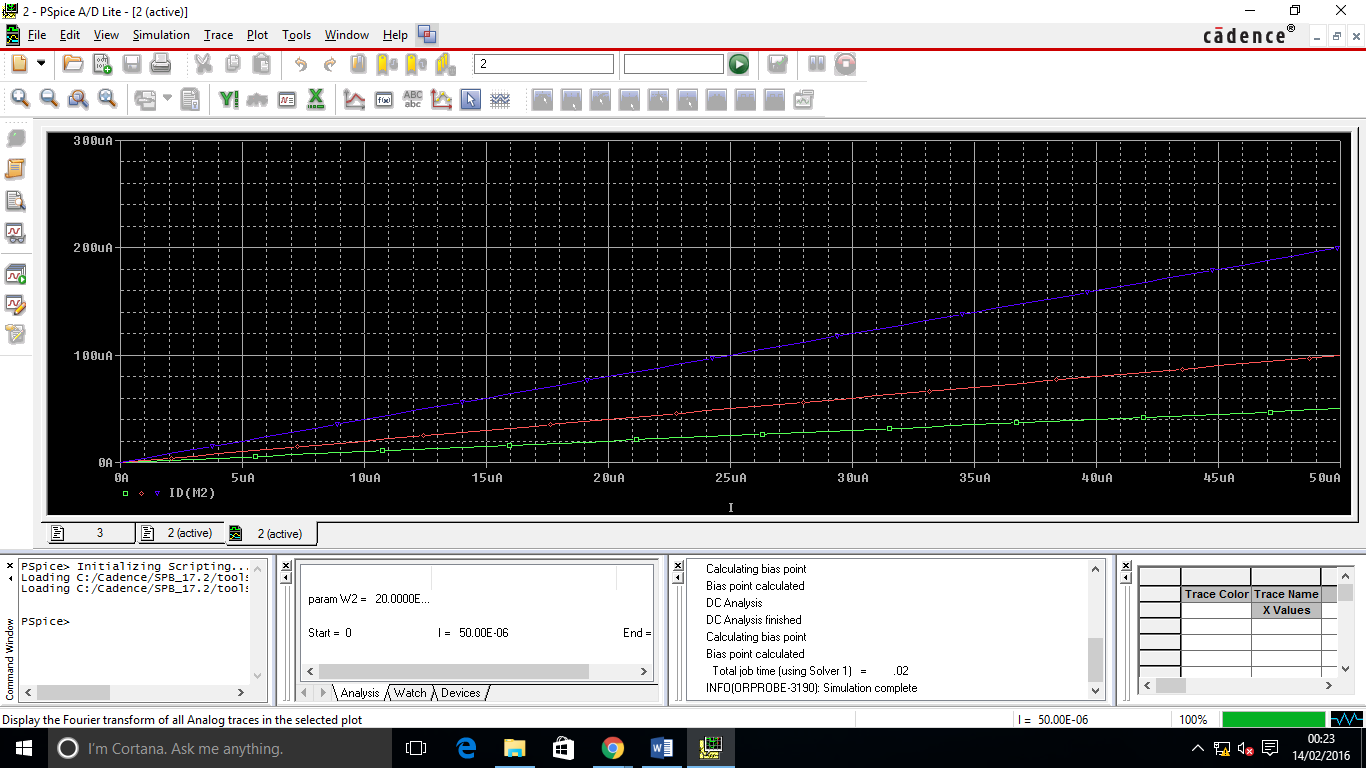 2 - PSpice A/D Lite - [2 (active)]
File Edit View Simulation Trace Plot Tools Window Help
cādence®
2
ABC
abc
300uA
200uA
100uA
0A
0A 5uA 10uA 15uA 20uA 25uA 30uA 35uA 40uA 45uA 50uA
ID(M2)
I
3 2 (active) 2 (active)
Command Window
PSpice> Initializing Scripting...
Loading C:/Cadence/SPB_17.2/tools
Loading C:/Cadence/SPB_17.2/tools
PSpice>
param W2 = 20.0000E...
Start = 0 I = 50.00E-06 End =
Analysis Watch Devices
Calculating bias point
Bias point calculated
DC Analysis
DC Analysis finished
Calculating bias point
Bias point calculated
Total job time (using Solver 1) = .02
INFO(ORPROBE-3190): Simulation complete
Trace Color Trace Name
X Values
Display the Fourier transform of all Analog traces in the selected plot
I = 50.00E-06 100%
I'm Cortana. Ask me anything.
00:23
14/02/2016